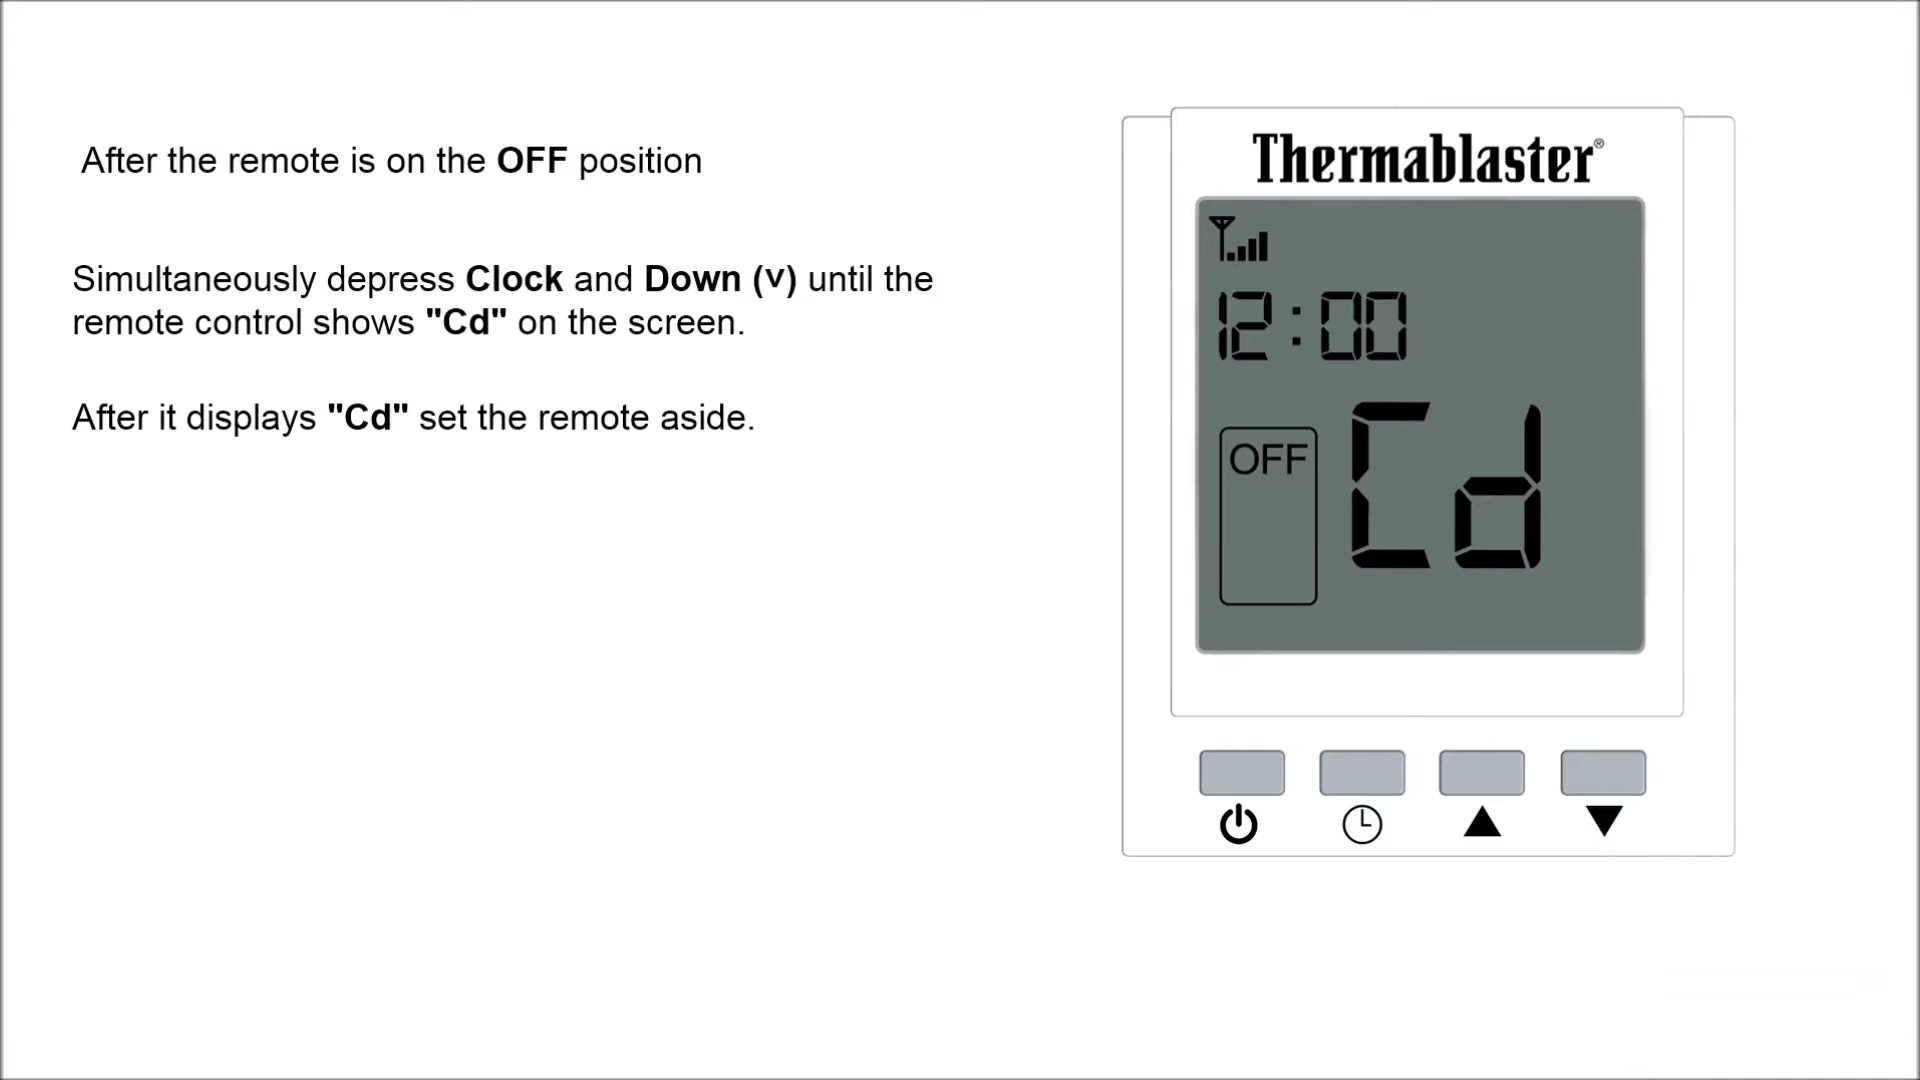 After the remote is on the OFF position
Simultaneously depress Clock and Down (v) until the
remote control shows "Cd" on the screen.
After it displays "Cd" set the remote aside.
Thermablaster®
12:00
OFF
Cd